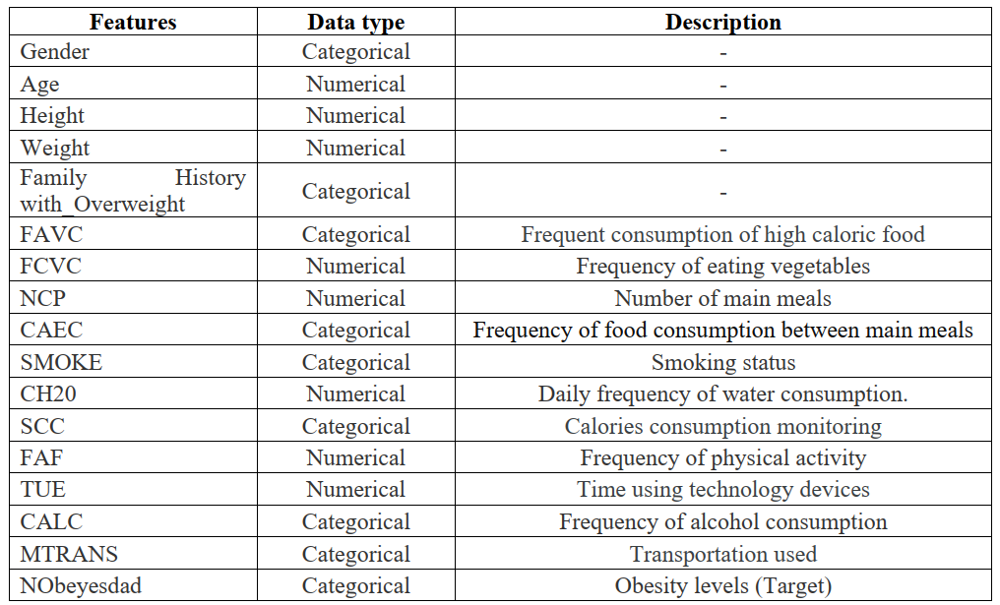 Features Data type Description
Gender Categorical -
Age Numerical -
Height Numerical -
Weight Numerical -
Family History
with_Overweight Categorical -
FAVC Categorical Frequent consumption of high caloric food
FCVC Numerical Frequency of eating vegetables
NCP Numerical Number of main meals
CAEC Categorical Frequency of food consumption between main meals
SMOKE Categorical Smoking status
CH20 Numerical Daily frequency of water consumption.
SCC Categorical Calories consumption monitoring
FAF Numerical Frequency of physical activity
TUE Numerical Time using technology devices
CALC Categorical Frequency of alcohol consumption
MTRANS Categorical Transportation used
NObeyesdad Categorical Obesity levels (Target)